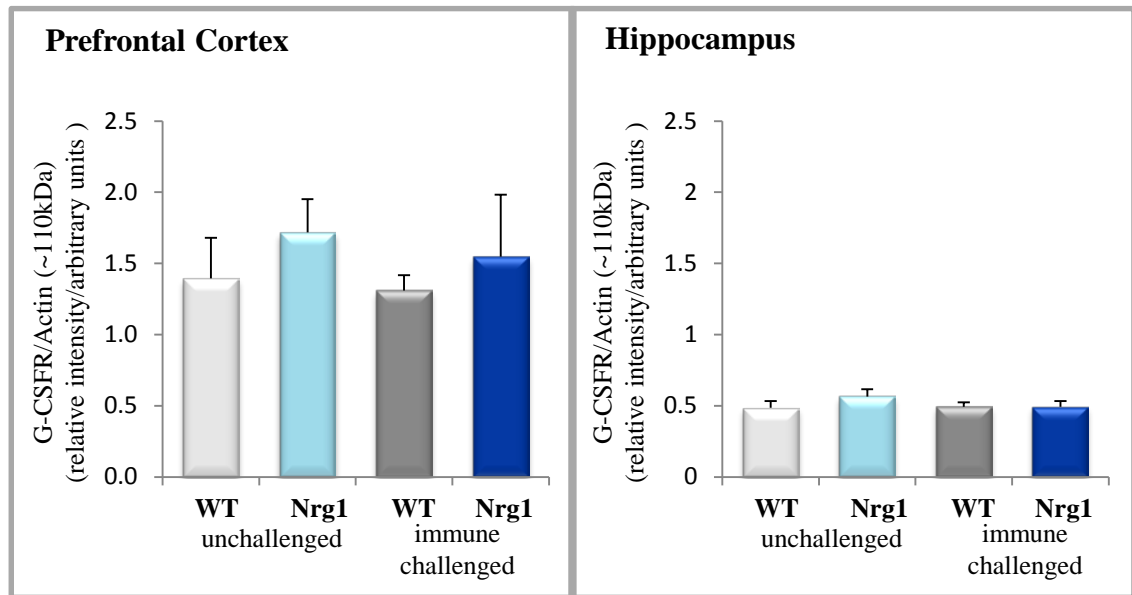 Prefrontal Cortex
G-CSFR/Actin (~110kDa)
(relative intensity/arbitrary units )
2.5
2.0
1.5
1.0
0.5
0.0
WT Nrg1 WT Nrg1
unchallenged immune
challenged
Hippocampus
G-CSFR/Actin (~110kDa)
(relative intensity/arbitrary units )
2.5
2
1.5
1
0.5
0
WT Nrg1 WT Nrg1
unchallenged immune
challenged